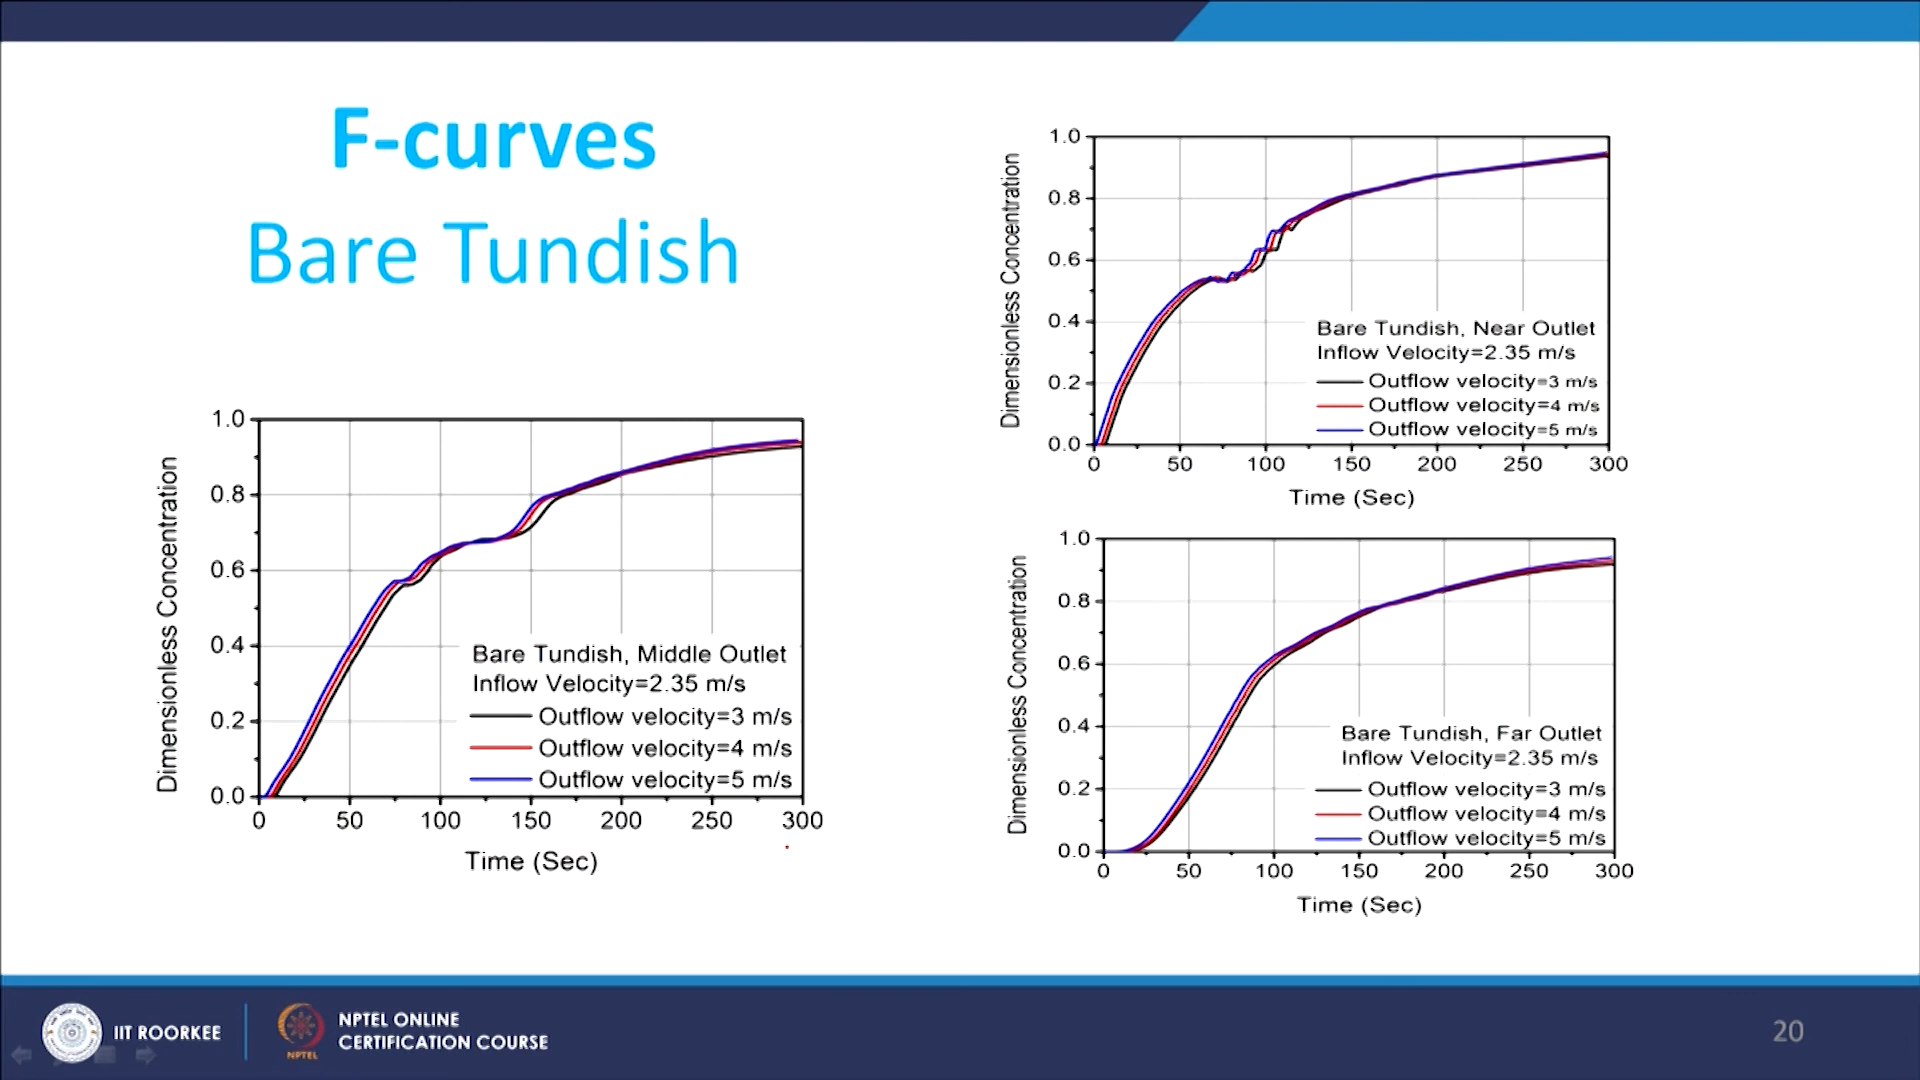 F-curves
Bare Tundish
Dimensionless Concentration
1.0
0.8
0.6
0.4
0.2
0.0
0 50 100 150 200 250 300
Time (Sec)
Bare Tundish, Middle Outlet
Inflow Velocity=2.35 m/s
Outflow velocity=3 m/s
Outflow velocity=4 m/s
Outflow velocity=5 m/s
Dimensionless Concentration
1.0
0.8
0.6
0.4
0.2
0.0
0 50 100 150 200 250 300
Time (Sec)
Bare Tundish, Near Outlet
Inflow Velocity=2.35 m/s
Outflow velocity=3 m/s
Outflow velocity=4 m/s
Outflow velocity=5 m/s
Dimensionless Concentration
1.0
0.8
0.6
0.4
0.2
0.0
0 50 100 150 200 250 300
Time (Sec)
Bare Tundish, Far Outlet
Inflow Velocity=2.35 m/s
Outflow velocity=3 m/s
Outflow velocity=4 m/s
Outflow velocity=5 m/s
IIT ROORKEE
NPTEL
NPTEL ONLINE
CERTIFICATION COURSE
20